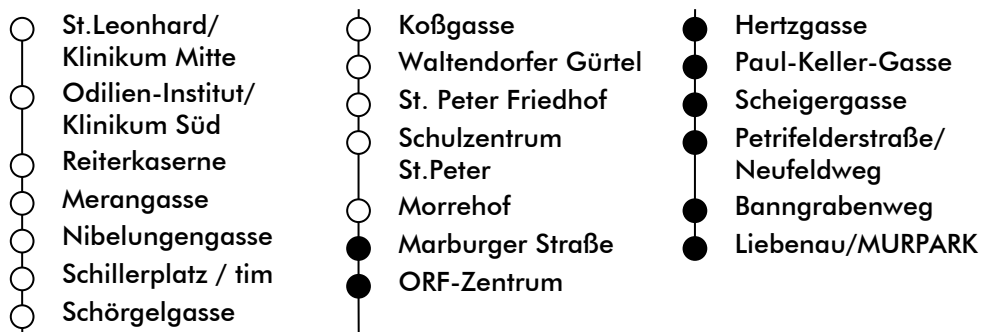 St.Leonhard/
Klinikum Mitte
Odilien-Institut/
Klinikum Süd
Reiterkaserne
Merangasse
Nibelungengasse
Schillerplatz / tim
Schörgelgasse
Koßgasse
Waltendorfer Gürtel
St. Peter Friedhof
Schulzentrum
St.Peter
Morrehof
Marburger Straße
ORF-Zentrum
Hertzgasse
Paul-Keller-Gasse
Scheigergasse
Petrifelderstraße/
Neufeldweg
Banngrabenweg
Liebenau/MURPARK